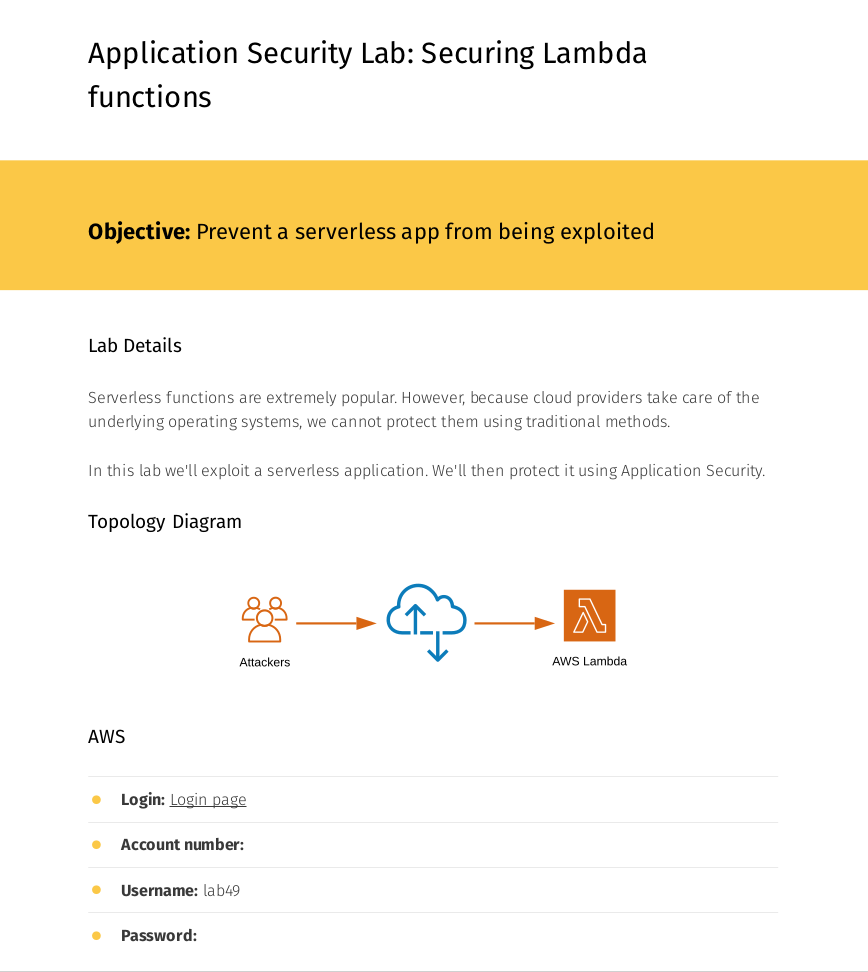 Application Security Lab: Securing Lambda
functions
Objective: Prevent a serverless app from being exploited
Lab Details
Serverless functions are extremely popular. However, because cloud providers take care of the
underlying operating systems, we cannot protect them using traditional methods.
In this lab we'll exploit a serverless application. We'll then protect it using Application Security.
Topology Diagram
Attackers
AWS Lambda
AWS
Login: Login page
Account number:
Username: lab49
Password: